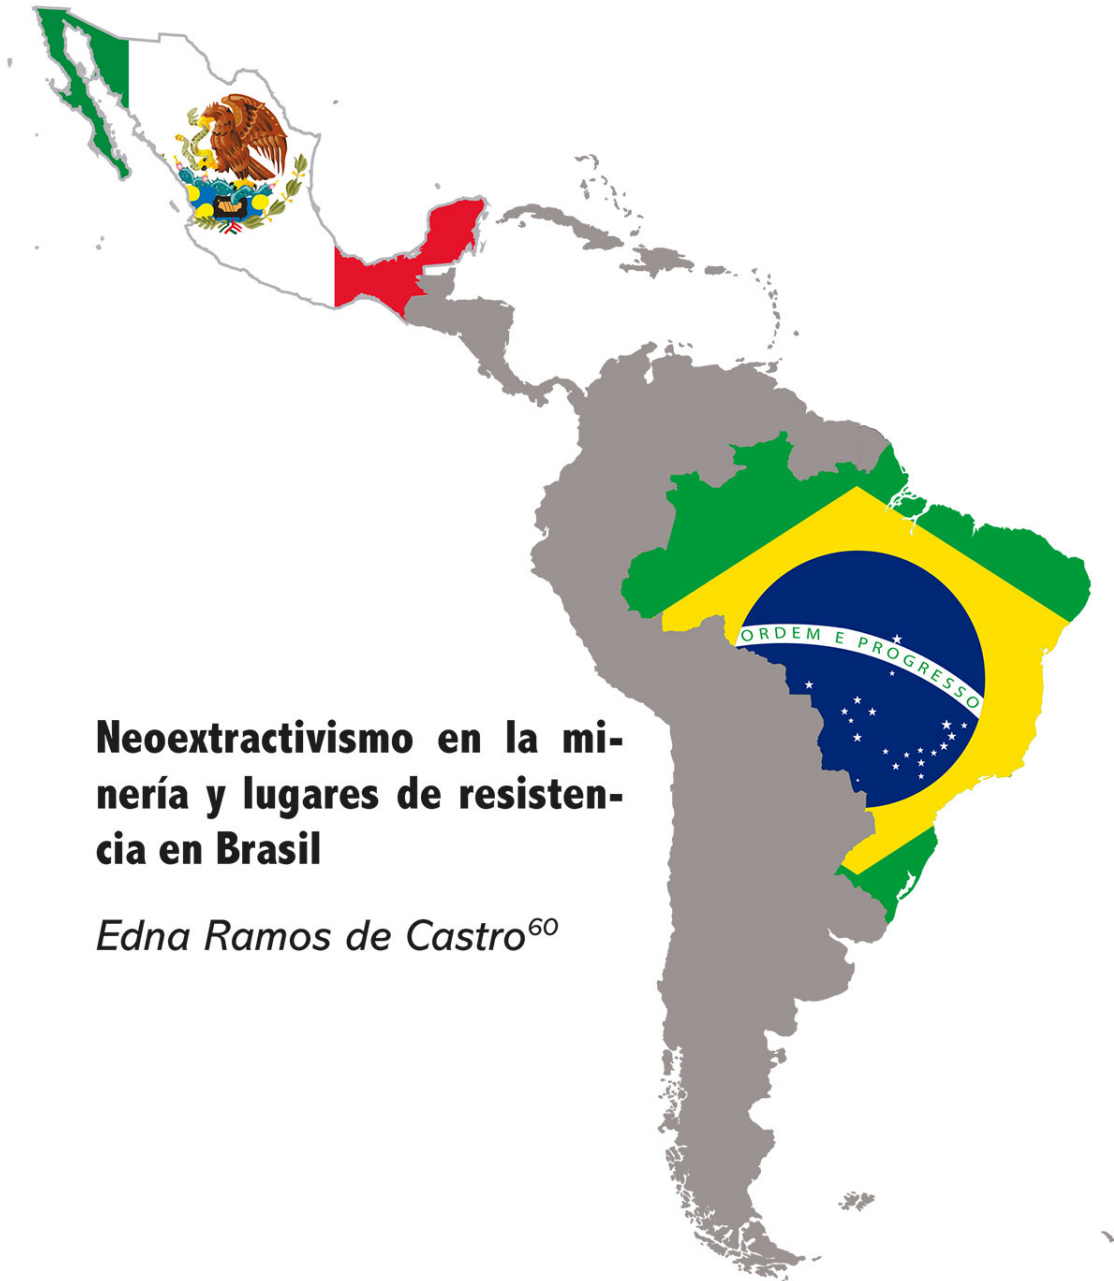 ORDEM E PROGRESSO
Neoextractivismo en la mi-
nería y lugares de resisten-
cia en Brasil
Edna Ramos de Castro⁶⁰